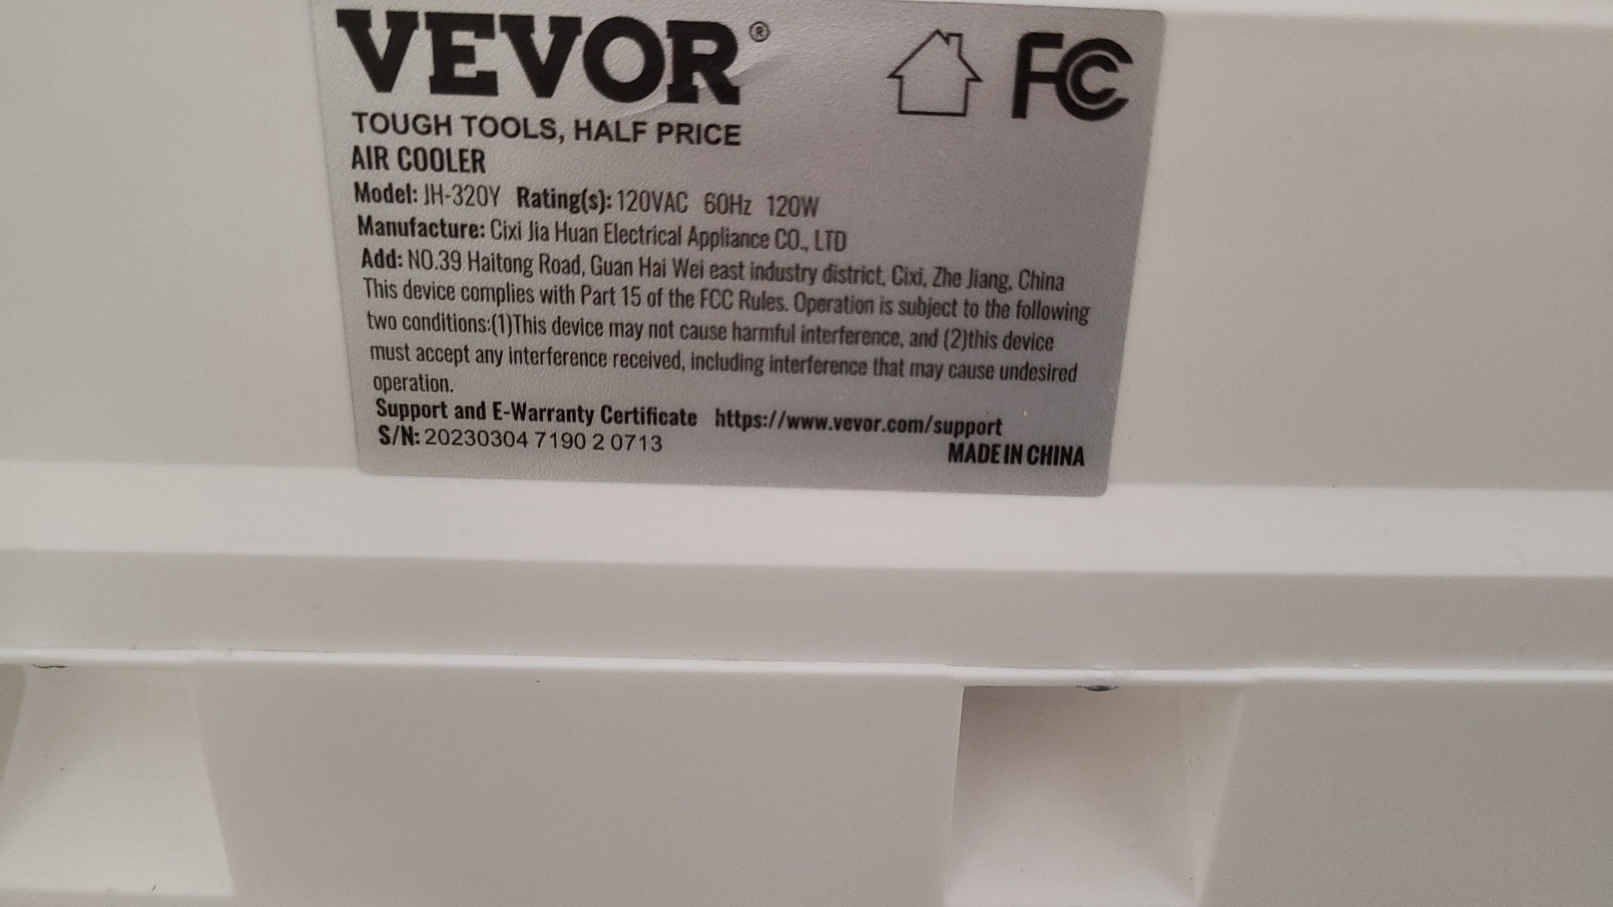 VEVOR®
FC
TOUGH TOOLS, HALF PRICE
AIR COOLER
Model: JH-320Y Rating(s): 120VAC 60Hz 120W
Manufacture: Cixi Jia Huan Electrical Appliance CO., LTD
Add: NO.39 Haitong Road, Guan Hai Wei east industry district, Cixi, Zhe Jiang, China
This device complies with Part 15 of the FCC Rules. Operation is subject to the following
two conditions:(1)This device may not cause harmful interference, and (2)this device
must accept any interference received, including interference that may cause undesired
operation.
Support and E-Warranty Certificate https://www.vevor.com/support
S/N: 20230304 7190 2 0713
MADE IN CHINA